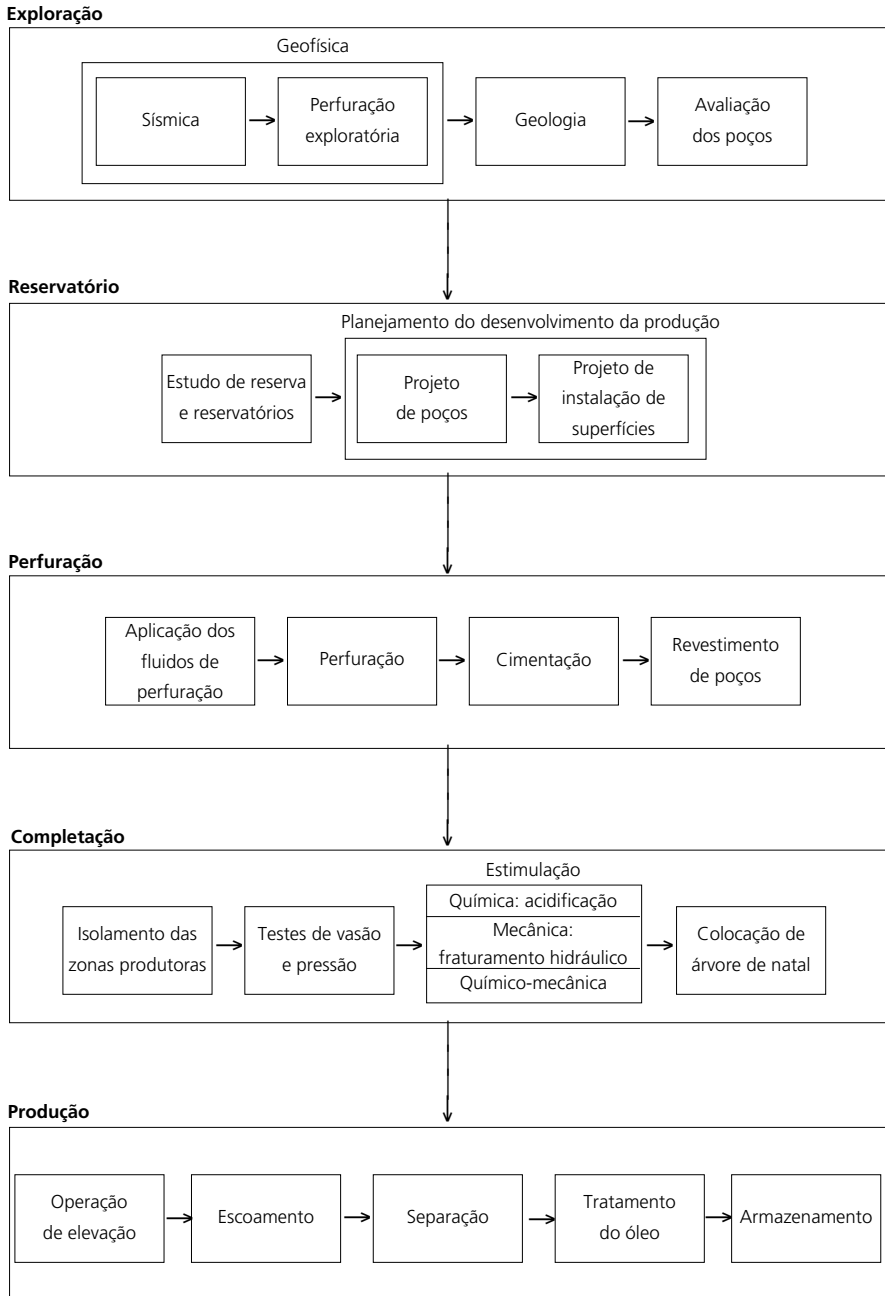 Exploração
Geofísica
Sísmica
Perfuração
exploratória
Geologia
Avaliação
dos poços
Reservatório
Planejamento do desenvolvimento da produção
Estudo de reserva
e reservatórios
Projeto
de poços
Projeto de
instalação de
superfícies
Perfuração
Aplicação dos
fluidos de
perfuração
Perfuração
Cimentação
Revestimento
de poços
Completação
Estimulação
Isolamento das
zonas produtoras
Testes de vasão
e pressão
Química: acidificação
Mecânica:
fraturamento hidráulico
Químico-mecânica
Colocação de
árvore de natal
Produção
Operação
de elevação
Escoamento
Separação
Tratamento
do óleo
Armazenamento